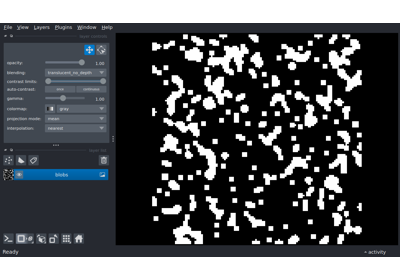 File View Layers Plugins Window Help
opacity: 1.00
blending: translucent_no_depth
contrast limits:
auto-contrast: once continuous
gamma: 1.00
colormap: gray
projection mode: none
interpolation: nearest
blobs
Ready
activity